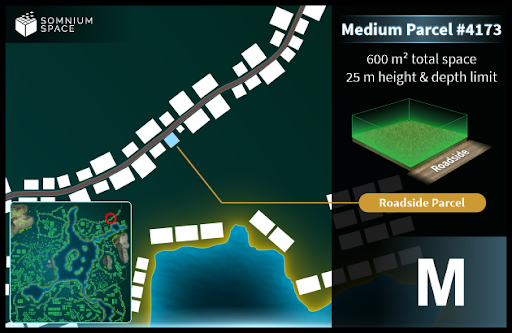 SOMNIUM
SPACE
Medium Parcel #4173
600 m² total space
25 m height & depth limit
Roadside
Roadside Parcel
M